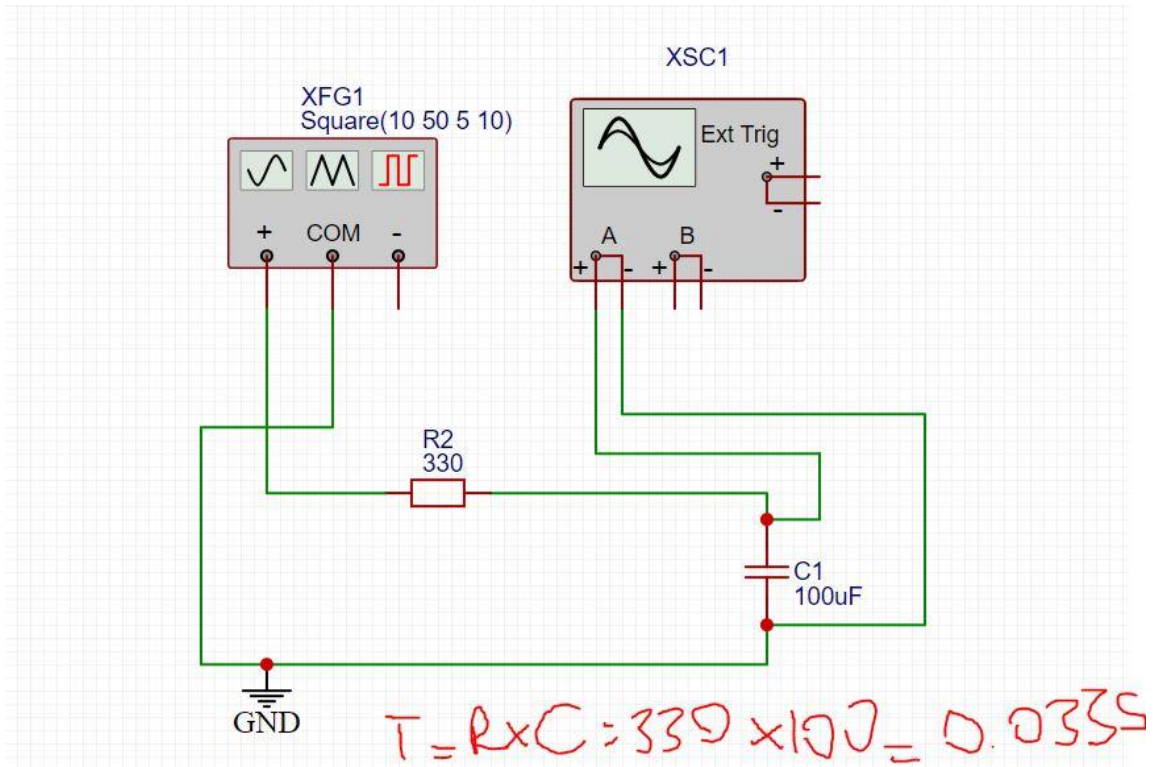 XSC1
XFG1
Square(10 50 5 10)
Ext Trig
+
-
+ COM -
A B
+ - + -
R2
330
C1
100uF
GND
T=RxC=330x100=0.033S